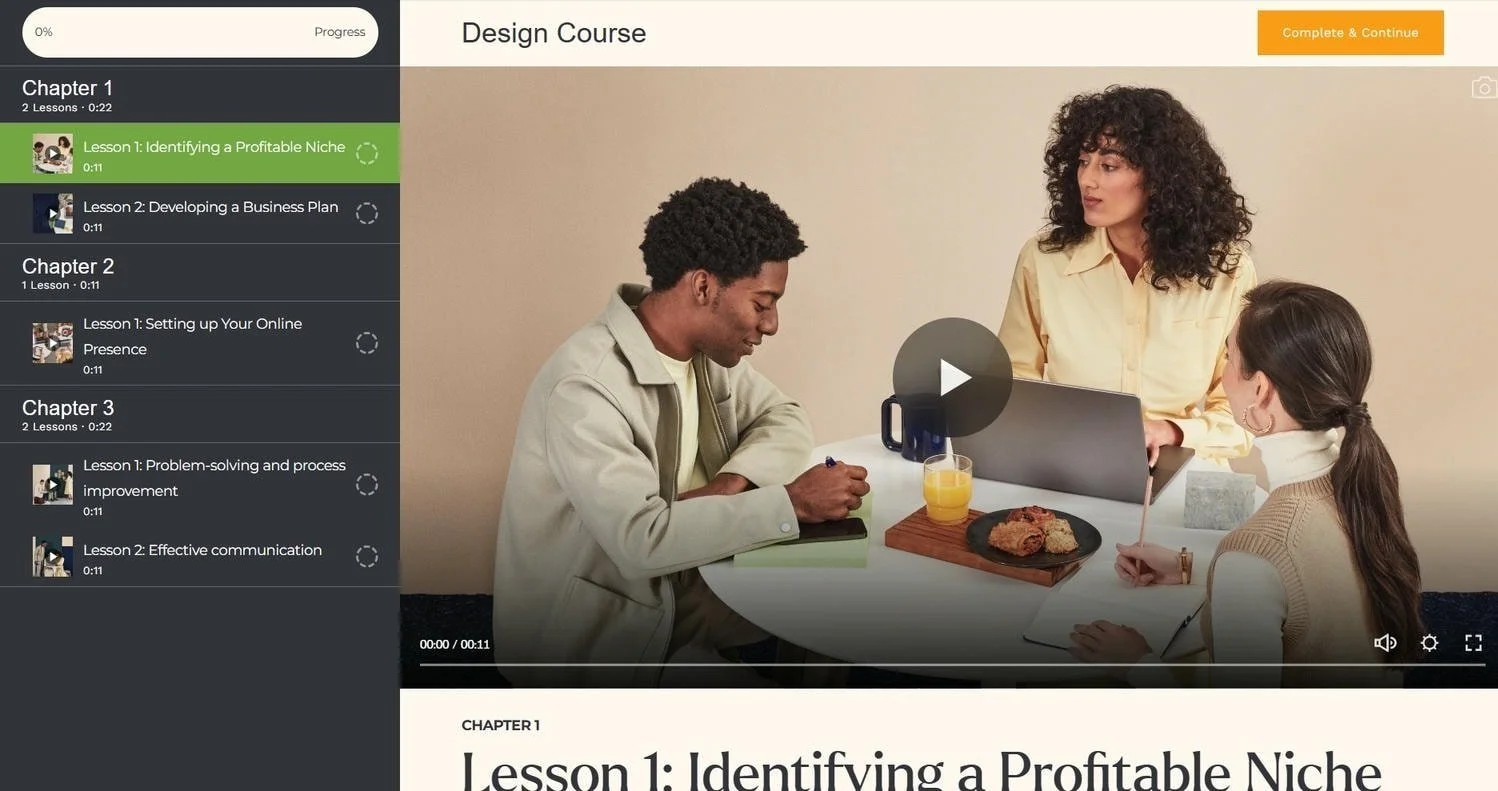 0%
Progress
Chapter 1
2 Lessons · 0:22
Lesson 1: Identifying a Profitable Niche
0:11
Lesson 2: Developing a Business Plan
0:11
Chapter 2
1 Lesson · 0:11
Lesson 1: Setting up Your Online
Presence
0:11
Chapter 3
2 Lessons · 0:22
Lesson 1: Problem-solving and process
improvement
0:11
Lesson 2: Effective communication
0:11
Design Course
Complete & Continue
00:00 / 00:11
CHAPTER 1
Lesson 1: Identifying a Profitable Niche